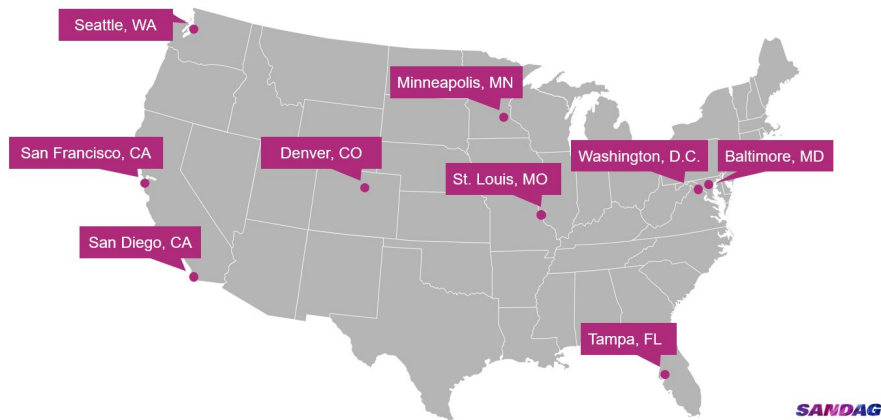 Seattle, WA
Minneapolis, MN
San Francisco, CA
Denver, CO
Washington, D.C.
Baltimore, MD
St. Louis, MO
San Diego, CA
Tampa, FL
SANDAG